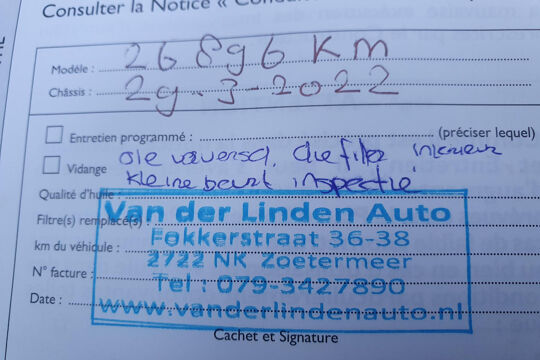 Consulter la Notice «
26896 KM
Modèle :
Châssis :
29-3-2022
Entretien programmé : (préciser lequel)
olie ververst, oliefilter interieur
Vidange
kleine beurt inspectie
Qualité d'huile :
Van der Linden Auto
Filtre(s) remplacé(s) :
Fokkerstraat 36-38
km du véhicule :
2722 NK Zoetermeer
N° facture :
Tel : 079-3427890
Date :
www.vanderlindenauto.nl
Cachet et Signature